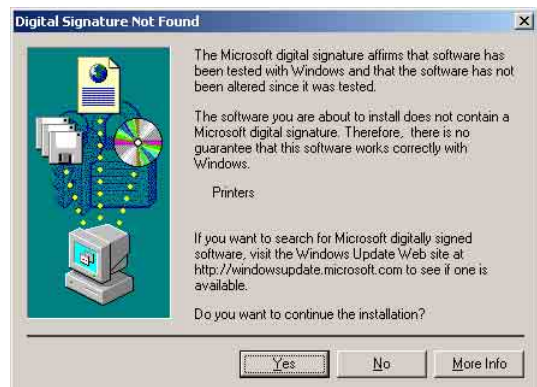 Digital Signature Not Found
The Microsoft digital signature affirms that software has
been tested with Windows and that the software has not
been altered since it was tested.
The software you are about to install does not contain a
Microsoft digital signature. Therefore, there is no
guarantee that this software works correctly with
Windows.
Printers
If you want to search for Microsoft digitally signed
software, visit the Windows Update Web site at
http://windowsupdate.microsoft.com to see if one is
available.
Do you want to continue the installation?
Yes No More Info